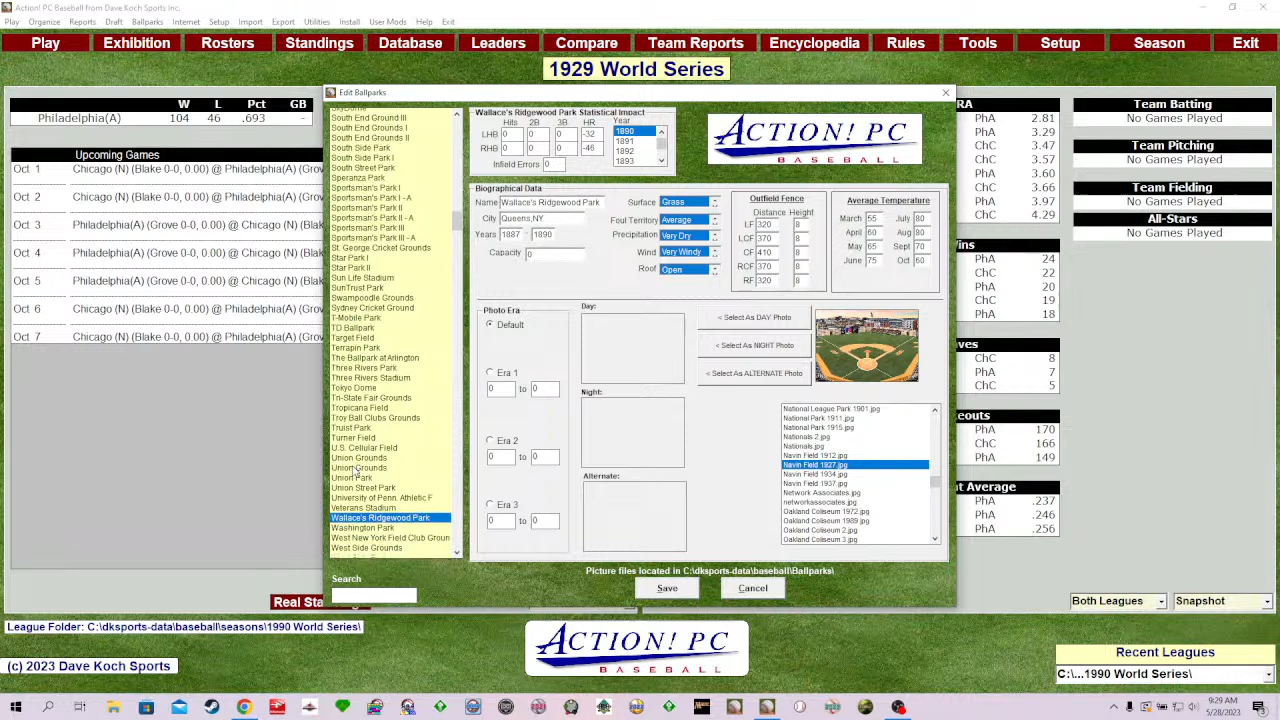 Action! PC Baseball from Dave Koch Sports Inc.
Play Organize Reports Draft Ballparks Internet Setup Import Export Utilities Install User Mods Help Exit
Play Exhibition Rosters Standings Database Leaders Compare Team Reports Encyclopedia Rules Tools Setup Season Exit
1929 World Series
W L Pct GB
Philadelphia(A) 104 46 .693 -
Upcoming Games
Oct 1 Chicago (N) (Blake 0-0, 0.00) @ Philadelphia(A) (Grov
Oct 2 Chicago (N) (Blake 0-0, 0.00) @ Philadelphia(A) (Grov
Oct 3 Philadelphia(A) (Grove 0-0, 0.00) @ Chicago (N) (Bla
Oct 4 Philadelphia(A) (Grove 0-0, 0.00) @ Chicago (N) (Bla
Oct 5 Philadelphia(A) (Grove 0-0, 0.00) @ Chicago (N) (Bla
Oct 6 Chicago (N) (Blake 0-0, 0.00) @ Philadelphia(A) (Grov
Oct 7 Chicago (N) (Blake 0-0, 0.00) @ Philadelphia(A) (Grov
Edit Ballparks
SkyDome
South End Ground III
South End Grounds I
South End Grounds II
South Side Park
South Side Park I
South Street Park
Speranza Park
Sportsman's Park I
Sportsman's Park I - A
Sportsman's Park II
Sportsman's Park II - A
Sportsman's Park III
Sportsman's Park III - A
St. George Cricket Grounds
Star Park I
Star Park II
Sun Life Stadium
SunTrust Park
Swampoodle Grounds
Sydney Cricket Ground
T-Mobile Park
TD Ballpark
Target Field
Terrapin Park
The Ballpark at Arlington
Three Rivers Park
Three Rivers Stadium
Tokyo Dome
Tri-State Fair Grounds
Tropicana Field
Troy Ball Clubs Grounds
Truist Park
Turner Field
U.S. Cellular Field
Union Grounds
Union Grounds
Union Park
Union Street Park
University of Penn. Athletic F
Veterans Stadium
Wallace's Ridgewood Park
Washington Park
West New York Field Club Groun
West Side Grounds
Search
Wallace's Ridgewood Park Statistical Impact
Hits 2B 3B HR
LHB 0 0 0 -32
RHB 0 0 0 -46
Infield Errors 0
Year
1890
1891
1892
1893
ACTION! PC
BASEBALL
Biographical Data
Name Wallace's Ridgewood Park
City Queens,NY
Years 1887 - 1890
Capacity 0
Surface Grass
Foul Territory Average
Precipitation Very Dry
Wind Very Windy
Roof Open
Outfield Fence
Distance Height
LF 320 8
LCF 370 8
CF 410 8
RCF 370 8
RF 320 8
Average Temperature
March 55 July 80
April 60 Aug 80
May 65 Sept 70
June 75 Oct 60
Photo Era
Default
Era 1
0 to 0
Era 2
0 to 0
Era 3
0 to 0
Day:
Night:
Alternate:
< Select As DAY Photo
< Select As NIGHT Photo
< Select As ALTERNATE Photo
National League Park 1901.jpg
National Park 1911.jpg
National Park 1915.jpg
Nationals 2.jpg
Nationals.jpg
Navin Field 1912.jpg
Navin Field 1927.jpg
Navin Field 1934.jpg
Navin Field 1937.jpg
Network Associates.jpg
networkassociates.jpg
Oakland Coliseum 1972.jpg
Oakland Coliseum 1989.jpg
Oakland Coliseum 2.jpg
Oakland Coliseum 3.jpg
Picture files located in C:\dksports-data\baseball\Ballparks\
Save Cancel
RA
PhA 2.81
PhA 3.29
ChC 3.47
ChC 3.57
PhA 3.60
ChC 3.66
PhA 3.97
ChC 4.29
Wins
PhA 24
ChC 22
PhA 20
ChC 19
PhA 18
aves
ChC 8
PhA 7
ChC 5
keouts
PhA 170
ChC 166
PhA 149
nt Average
PhA .237
PhA .246
ChA .256
Team Batting
No Games Played
Team Pitching
No Games Played
Team Fielding
No Games Played
All-Stars
No Games Played
Real Sta
Both Leagues Snapshot
League Folder: C:\dksports-data\baseball\seasons\1990 World Series\
(c) 2023 Dave Koch Sports
ACTION! PC
BASEBALL
Recent Leagues
C:\...1990 World Series\
9:29 AM
5/28/2023